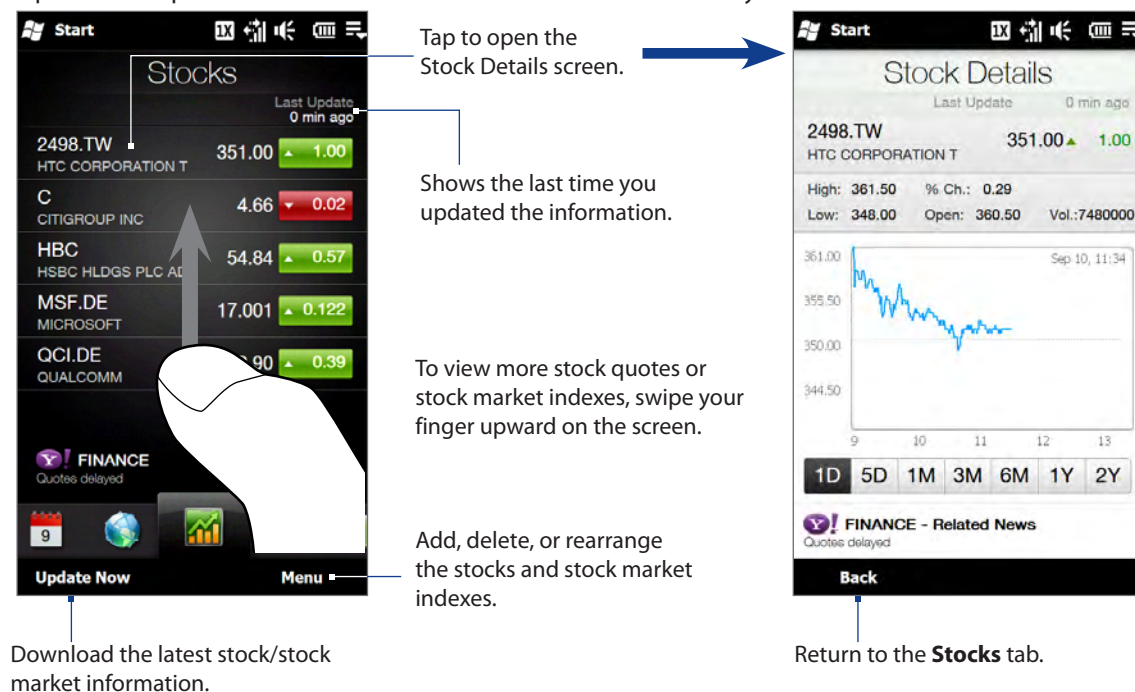 Start
1X
Stocks
Last Update
0 min ago
2498.TW
HTC CORPORATION T
351.00 1.00
C
CITIGROUP INC
4.66 0.02
HBC
HSBC HLDGS PLC AD
54.84 0.57
MSF.DE
MICROSOFT
17.001 0.122
QCI.DE
QUALCOMM
.90 0.39
Y! FINANCE
Quotes delayed
9
Update Now Menu
Download the latest stock/stock
market information.
Tap to open the
Stock Details screen.
Shows the last time you
updated the information.
To view more stock quotes or
stock market indexes, swipe your
finger upward on the screen.
Add, delete, or rearrange
the stocks and stock market
indexes.
Start
1X
Stock Details
Last Update 0 min ago
2498.TW
HTC CORPORATION T
351.00 1.00
High: 361.50 % Ch.: 0.29
Low: 348.00 Open: 360.50 Vol.:7480000
361.00
Sep 10, 11:34
355.50
350.00
344.50
9 10 11 12 13
1D 5D 1M 3M 6M 1Y 2Y
Y! FINANCE - Related News
Quotes delayed
Back
Return to the Stocks tab.